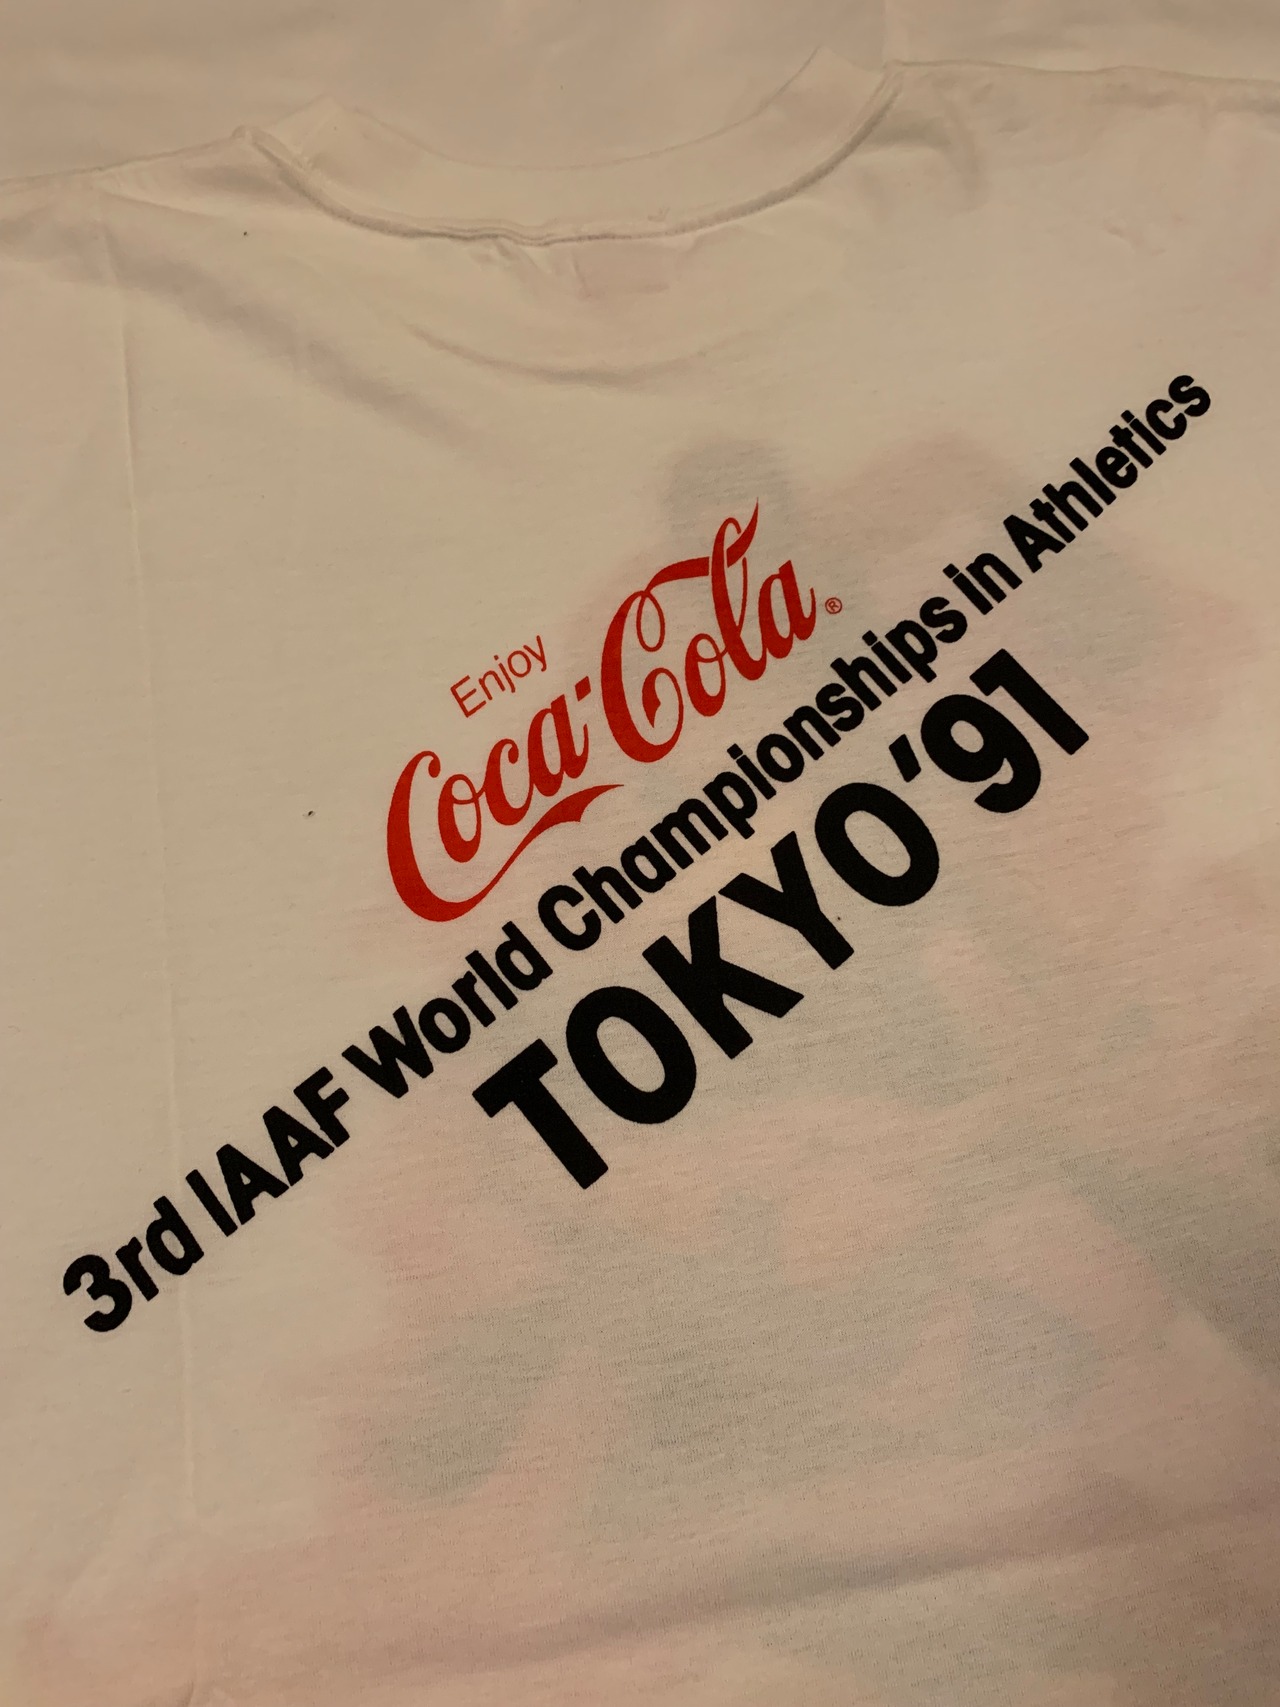 Enjoy
Coca-Cola®
3rd IAAF World Championships in Athletics
TOKYO'91